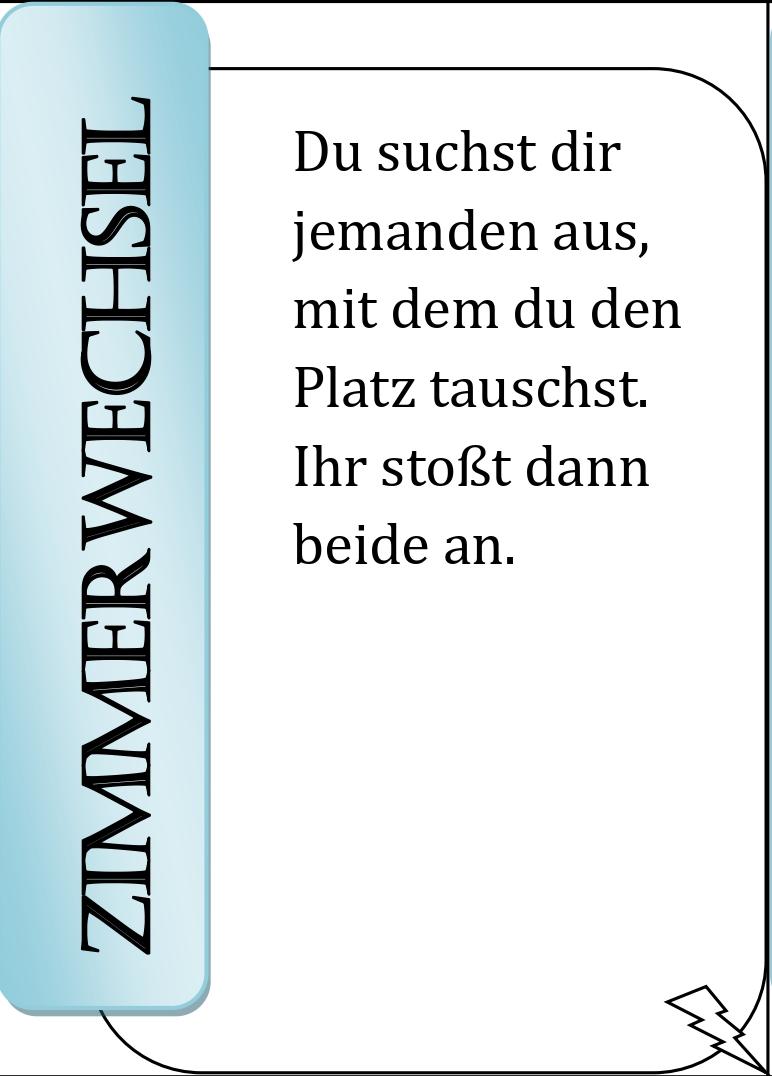 ZIMMERWECHSEL
Du suchst dir
jemanden aus,
mit dem du den
Platz tauschst.
Ihr stoßt dann
beide an.